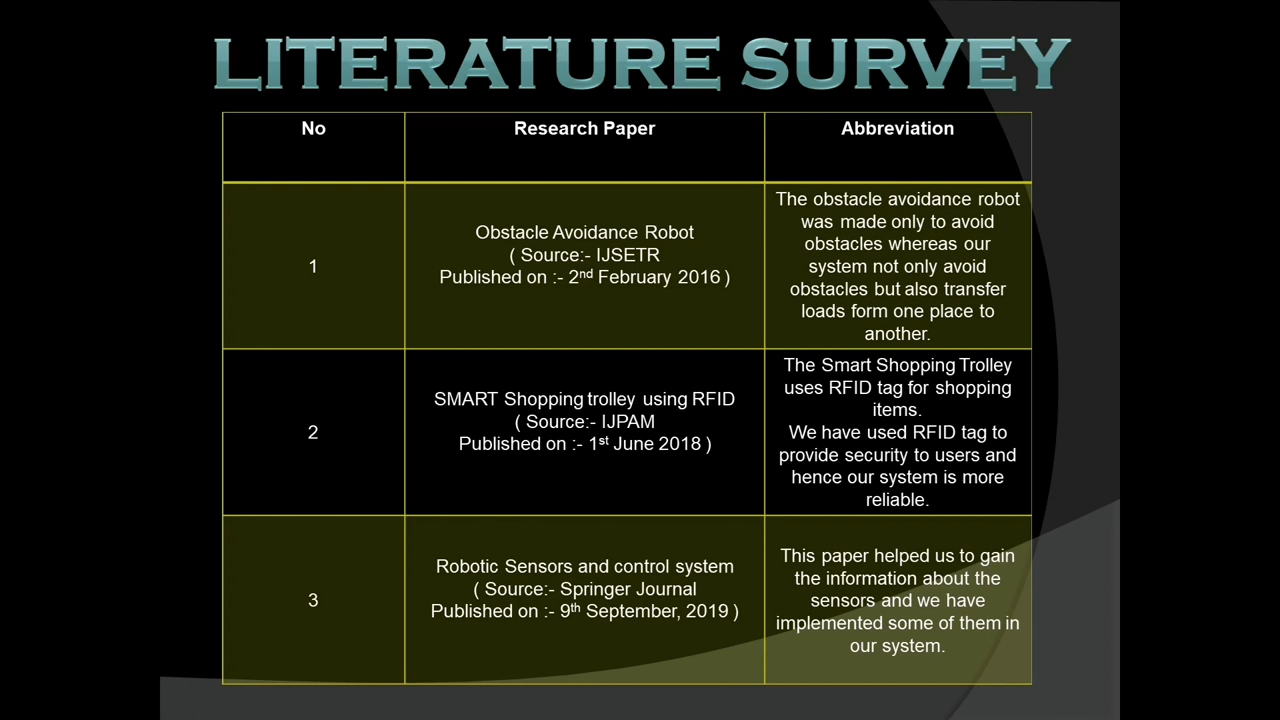 LITERATURE SURVEY
No
Research Paper
Abbreviation
1
Obstacle Avoidance Robot
( Source:- IJSETR
Published on :- 2nd February 2016 )
The obstacle avoidance robot
was made only to avoid
obstacles whereas our
system not only avoid
obstacles but also transfer
loads form one place to
another.
2
SMART Shopping trolley using RFID
( Source:- IJPAM
Published on :- 1st June 2018 )
The Smart Shopping Trolley
uses RFID tag for shopping
items.
We have used RFID tag to
provide security to users and
hence our system is more
reliable.
3
Robotic Sensors and control system
( Source:- Springer Journal
Published on :- 9th September, 2019 )
This paper helped us to gain
the information about the
sensors and we have
implemented some of them in
our system.